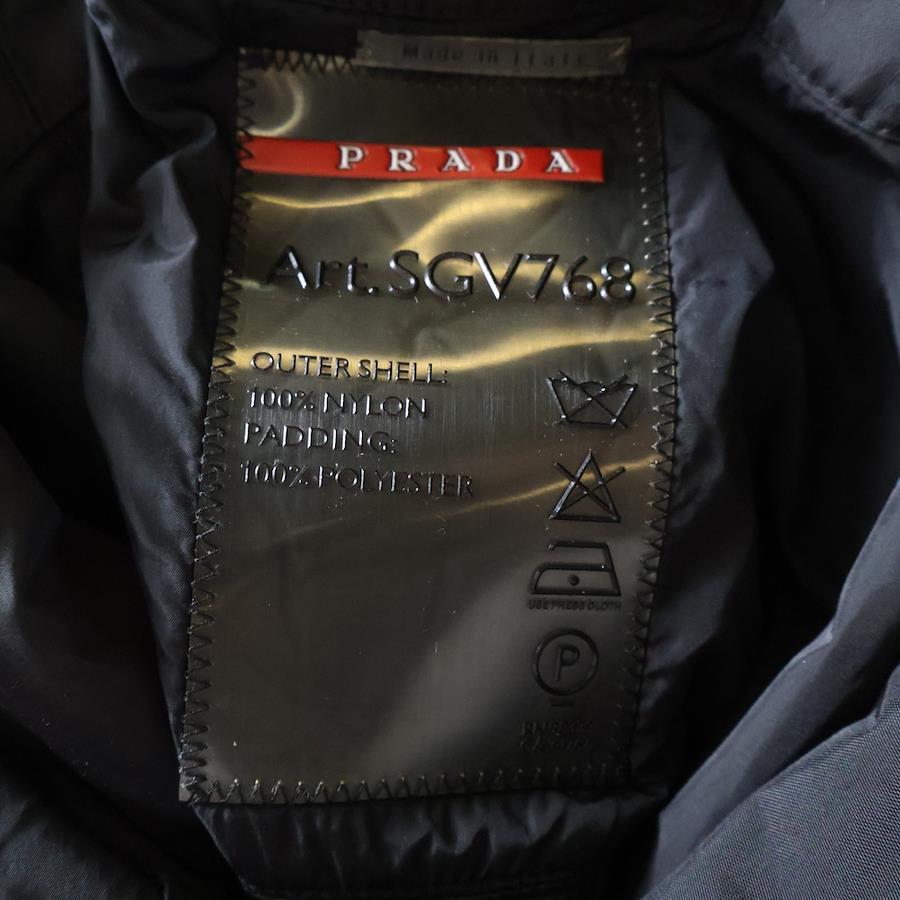 Made in Italy
PRADA
Art. SGV768
OUTER SHELL:
100% NYLON
PADDING:
100% POLYESTER
USE PRESS CLOTH
P